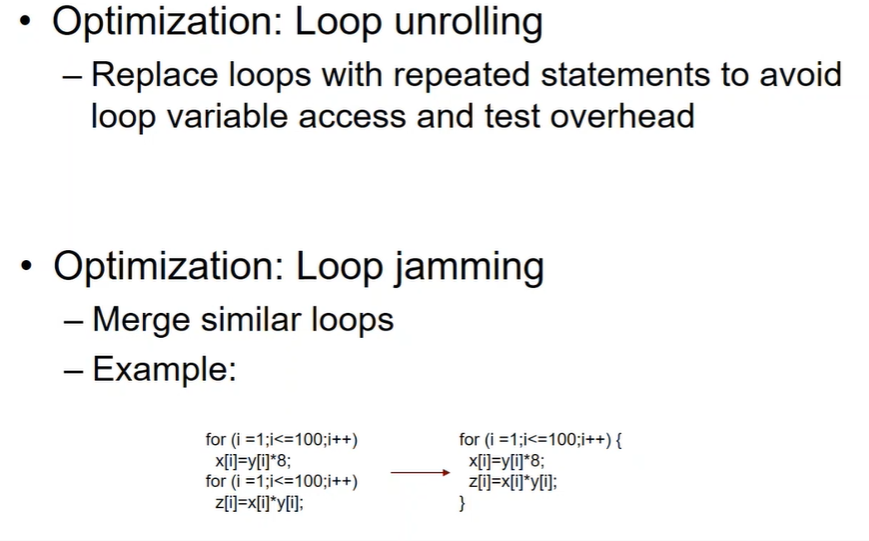 • Optimization: Loop unrolling
– Replace loops with repeated statements to avoid
loop variable access and test overhead
• Optimization: Loop jamming
– Merge similar loops
– Example:
for (i =1;i<=100;i++)
x[i]=y[i]*8;
for (i =1;i<=100;i++)
z[i]=x[i]*y[i];
for (i =1;i<=100;i++) {
x[i]=y[i]*8;
z[i]=x[i]*y[i];
}